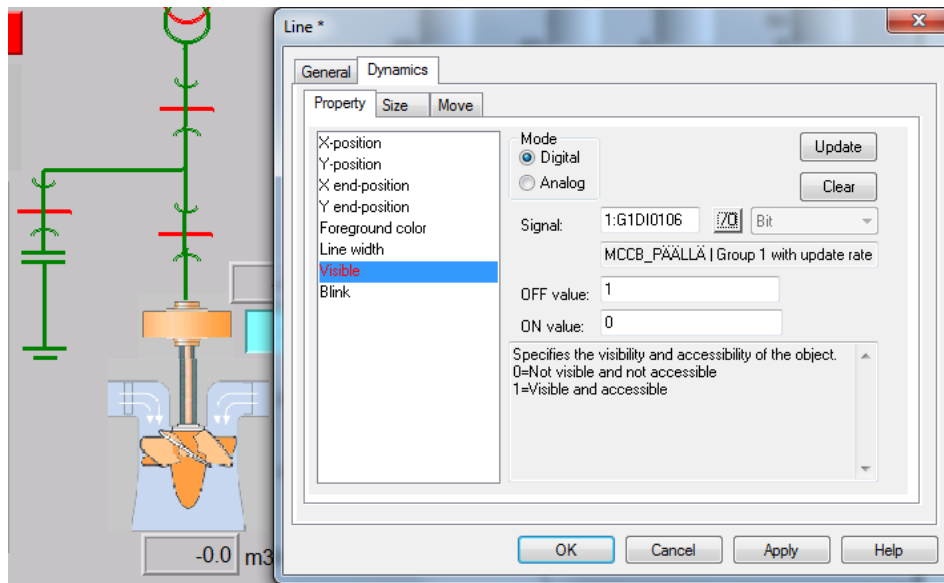 Line *
General
Dynamics
Property
Size
Move
X-position
Y-position
X end-position
Y end-position
Foreground color
Line width
Visible
Blink
Mode
Digital
Analog
Update
Clear
Signal:
1:G1DI0106
I/O
Bit
MCCB_PÄÄLLÄ | Group 1 with update rate
OFF value:
1
ON value:
0
Specifies the visibility and accessibility of the object.
0=Not visible and not accessible
1=Visible and accessible
-0.0 m3
OK
Cancel
Apply
Help